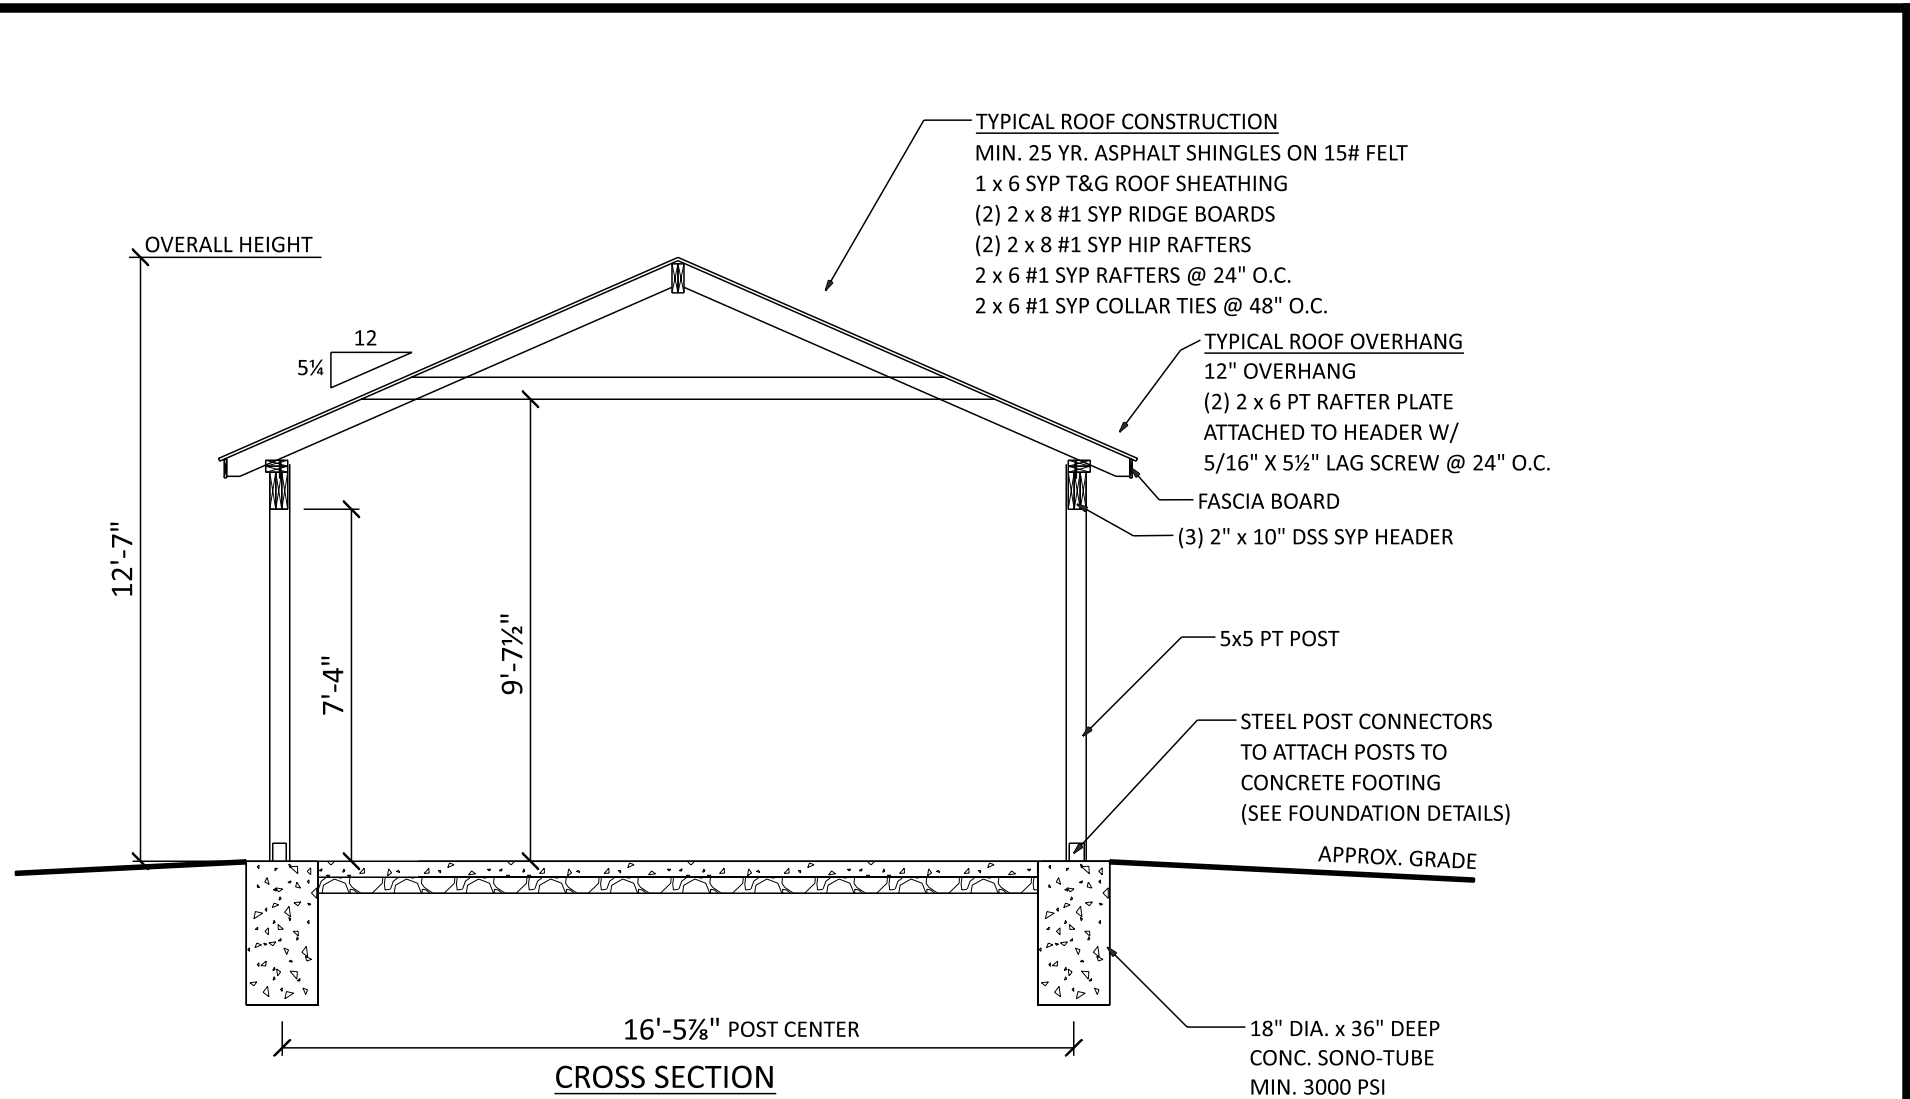 TYPICAL ROOF CONSTRUCTION
MIN. 25 YR. ASPHALT SHINGLES ON 15# FELT
1 x 6 SYP T&G ROOF SHEATHING
(2) 2 x 8 #1 SYP RIDGE BOARDS
(2) 2 x 8 #1 SYP HIP RAFTERS
2 x 6 #1 SYP RAFTERS @ 24" O.C.
2 x 6 #1 SYP COLLAR TIES @ 48" O.C.
OVERALL HEIGHT
12
5¼
TYPICAL ROOF OVERHANG
12" OVERHANG
(2) 2 x 6 PT RAFTER PLATE
ATTACHED TO HEADER W/
5/16" X 5½" LAG SCREW @ 24" O.C.
FASCIA BOARD
(3) 2" x 10" DSS SYP HEADER
12'-7"
7'-4"
9'-7½"
5x5 PT POST
STEEL POST CONNECTORS
TO ATTACH POSTS TO
CONCRETE FOOTING
(SEE FOUNDATION DETAILS)
APPROX. GRADE
16'-5⅞" POST CENTER
18" DIA. x 36" DEEP
CONC. SONO-TUBE
MIN. 3000 PSI
CROSS SECTION